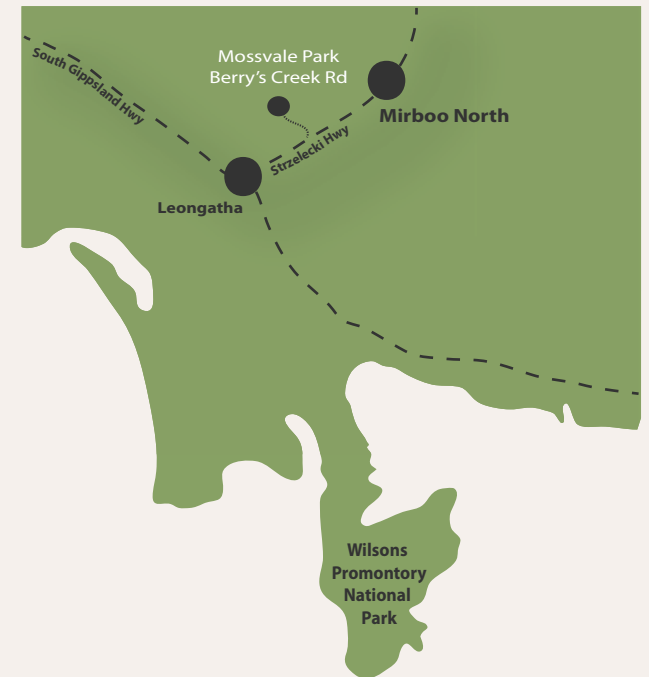 South Gippsland Hwy
Mossvale Park
Berry's Creek Rd
Mirboo North
Strzelecki Hwy
Leongatha
Wilsons
Promontory
National
Park